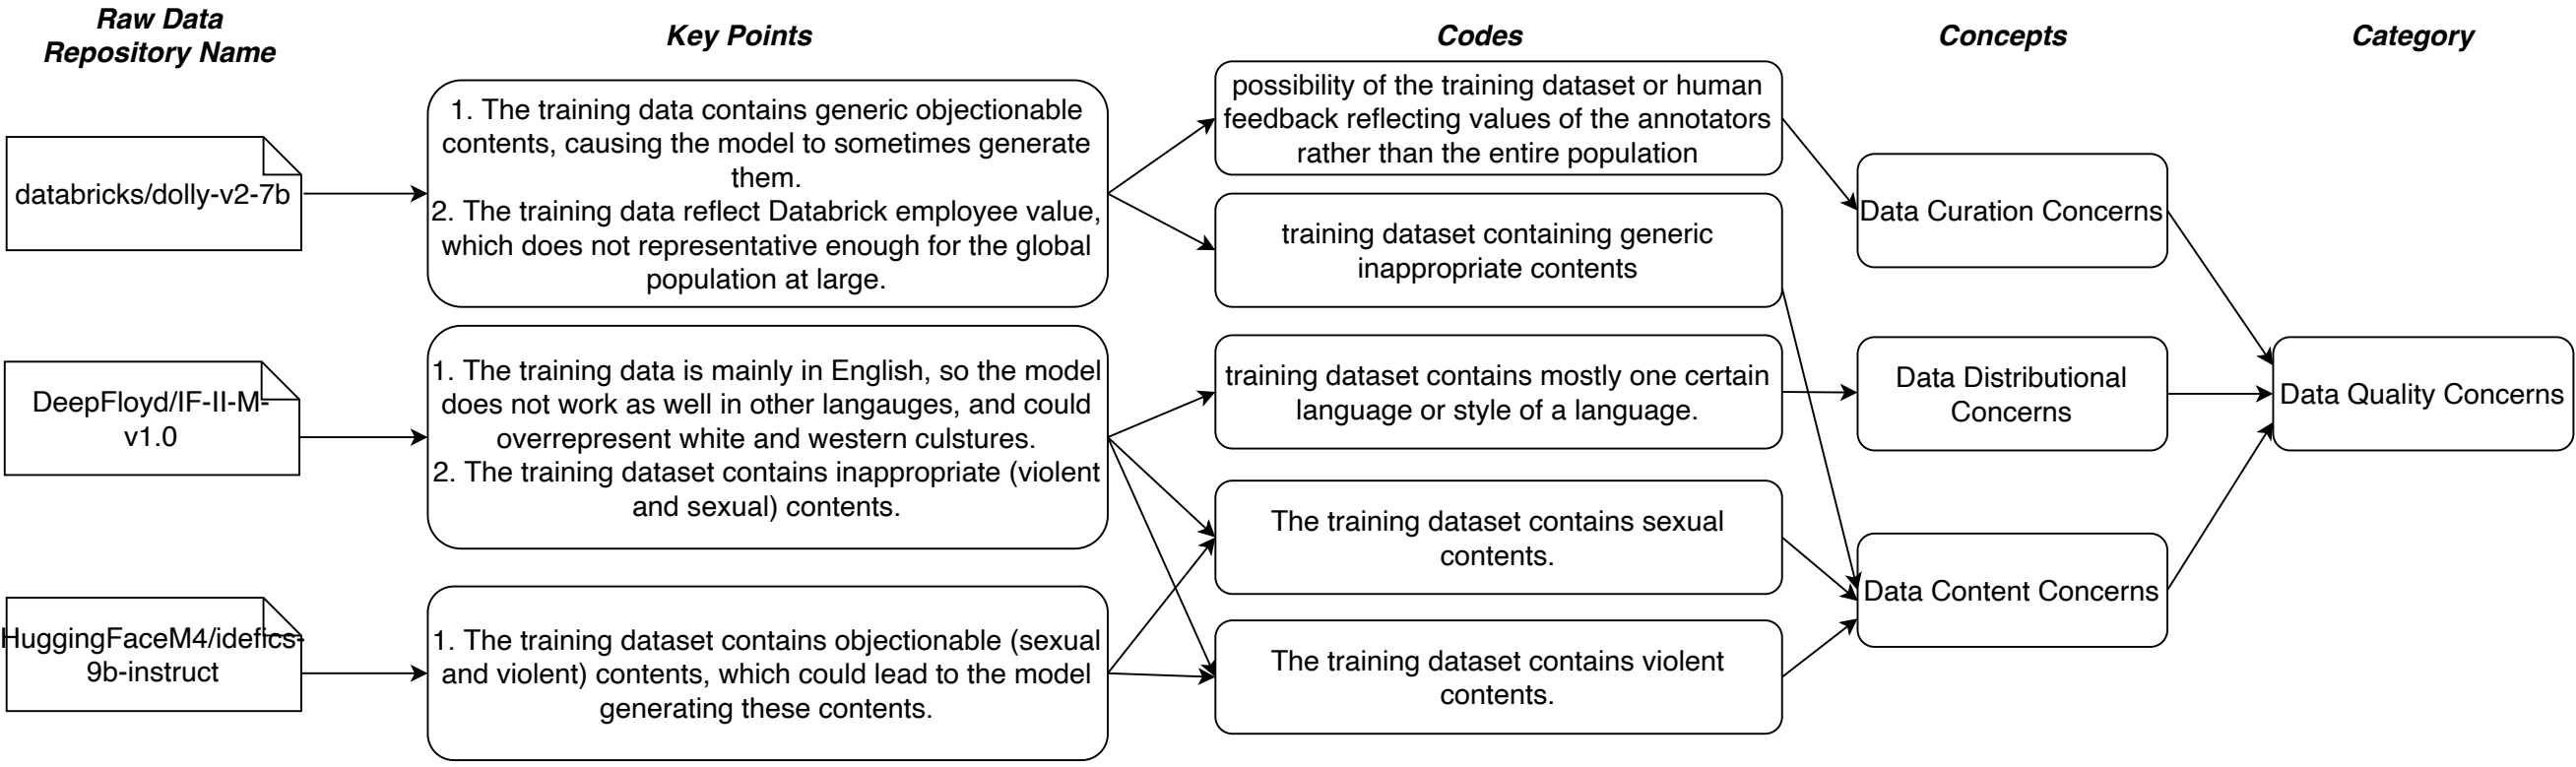 Raw Data
Repository Name
Key Points
Codes
Concepts
Category
databricks/dolly-v2-7b
1. The training data contains generic objectionable
contents, causing the model to sometimes generate
them.
2. The training data reflect Databrick employee value,
which does not representative enough for the global
population at large.
possibility of the training dataset or human
feedback reflecting values of the annotators
rather than the entire population
training dataset containing generic
inappropriate contents
Data Curation Concerns
DeepFloyd/IF-II-M-
v1.0
1. The training data is mainly in English, so the model
does not work as well in other langauges, and could
overrepresent white and western culstures.
2. The training dataset contains inappropriate (violent
and sexual) contents.
training dataset contains mostly one certain
language or style of a language.
Data Distributional
Concerns
Data Quality Concerns
The training dataset contains sexual
contents.
HuggingFaceM4/idefics-
9b-instruct
1. The training dataset contains objectionable (sexual
and violent) contents, which could lead to the model
generating these contents.
The training dataset contains violent
contents.
Data Content Concerns